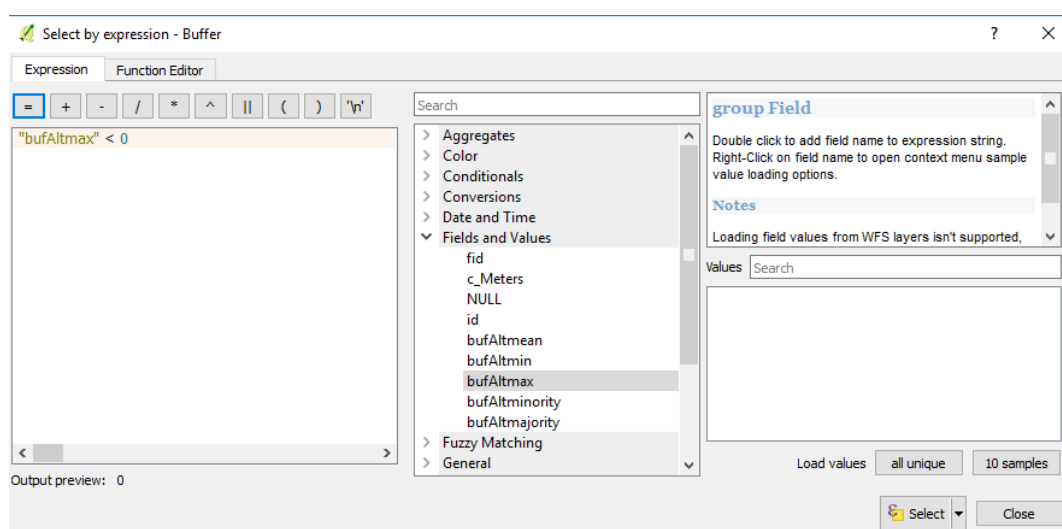 Select by expression - Buffer
?
Expression
Function Editor
= + - / * ^ || ( ) '\n'
"bufAltmax" < 0
Output preview: 0
Search
Aggregates
Color
Conditionals
Conversions
Date and Time
Fields and Values
fid
c_Meters
NULL
id
bufAltmean
bufAltmin
bufAltmax
bufAltminority
bufAltmajority
Fuzzy Matching
General
group Field
Double click to add field name to expression string.
Right-Click on field name to open context menu sample
value loading options.
Notes
Loading field values from WFS layers isn't supported,
Values Search
Load values all unique 10 samples
Select Close